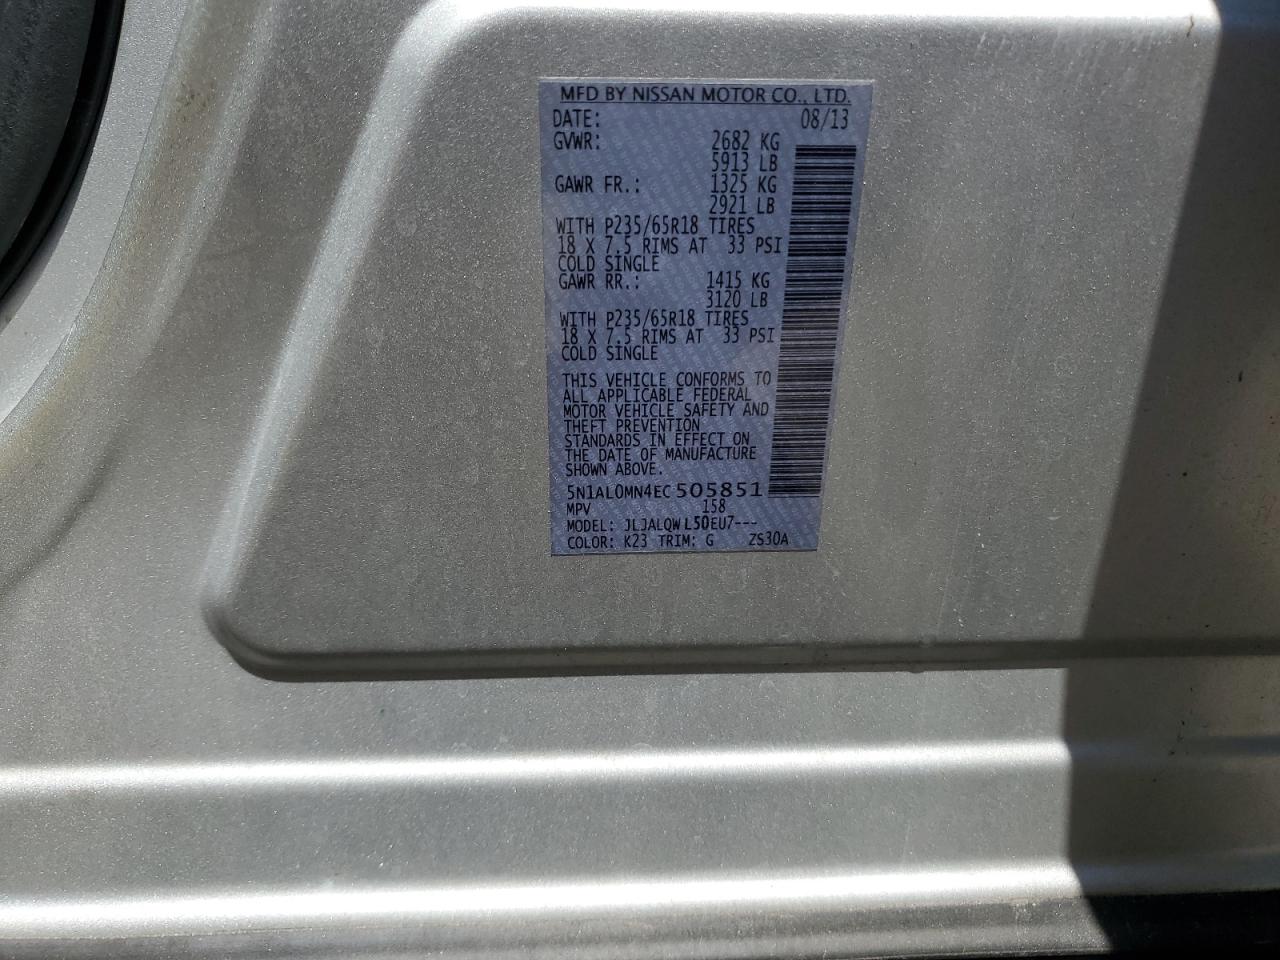 MFD BY NISSAN MOTOR CO., LTD.
DATE: 08/13
GVWR: 2682 KG
5913 LB
GAWR FR.: 1325 KG
2921 LB
WITH P235/65R18 TIRES
18 X 7.5 RIMS AT 33 PSI
COLD SINGLE
GAWR RR.: 1415 KG
3120 LB
WITH P235/65R18 TIRES
18 X 7.5 RIMS AT 33 PSI
COLD SINGLE
THIS VEHICLE CONFORMS TO
ALL APPLICABLE FEDERAL
MOTOR VEHICLE SAFETY AND
THEFT PREVENTION
STANDARDS IN EFFECT ON
THE DATE OF MANUFACTURE
SHOWN ABOVE.
5N1AL0MN4EC505851
MPV 158
MODEL: JLJALQWL50EU7---
COLOR: K23 TRIM: G ZS30A